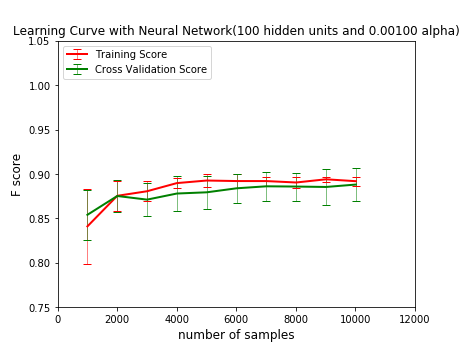 Learning Curve with Neural Network(100 hidden units and 0.00100 alpha)
1.05
Training Score
Cross Validation Score
1.00
0.95
F score
0.90
0.85
0.80
0.75
0 2000 4000 6000 8000 10000 12000
number of samples